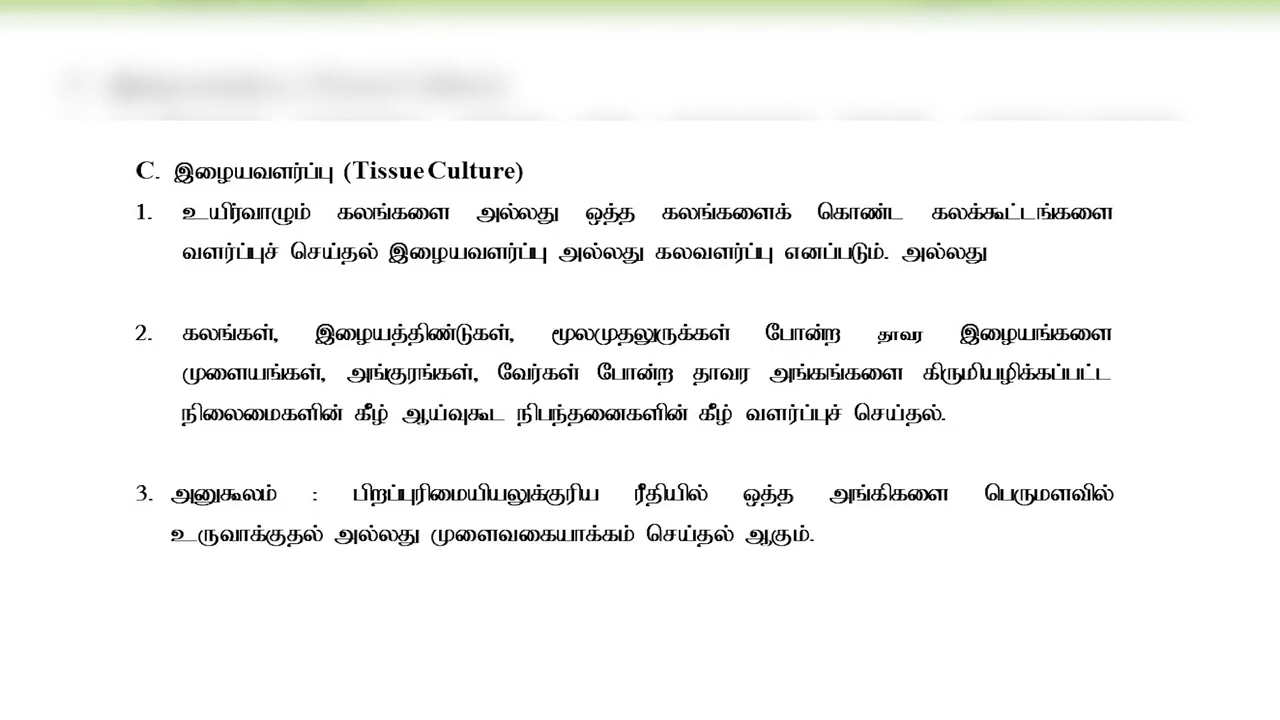 C. இழையவளர்ப்பு (Tissue Culture)
1. உயிர்வாழும் கலங்களை அல்லது ஒத்த கலங்களைக் கொண்ட கலக்கூட்டங்களை
வளர்ப்புச் செய்தல் இழையவளர்ப்பு அல்லது கலவளர்ப்பு எனப்படும். அல்லது
2. கலங்கள், இழையத்திண்டுகள், மூலமுதலுருக்கள் போன்ற தாவர இழையங்களை
முளையங்கள், அங்குரங்கள், வேர்கள் போன்ற தாவர அங்கங்களை கிருமியழிக்கப்பட்ட
நிலைமைகளின் கீழ் ஆய்வுகூட நிபந்தனைகளின் கீழ் வளர்ப்புச் செய்தல்.
3. அனுகூலம் : பிறப்புரிமையியலுக்குரிய ரீதியில் ஒத்த அங்கிகளை பெருமளவில்
உருவாக்குதல் அல்லது முளைவகையாக்கம் செய்தல் ஆகும்.